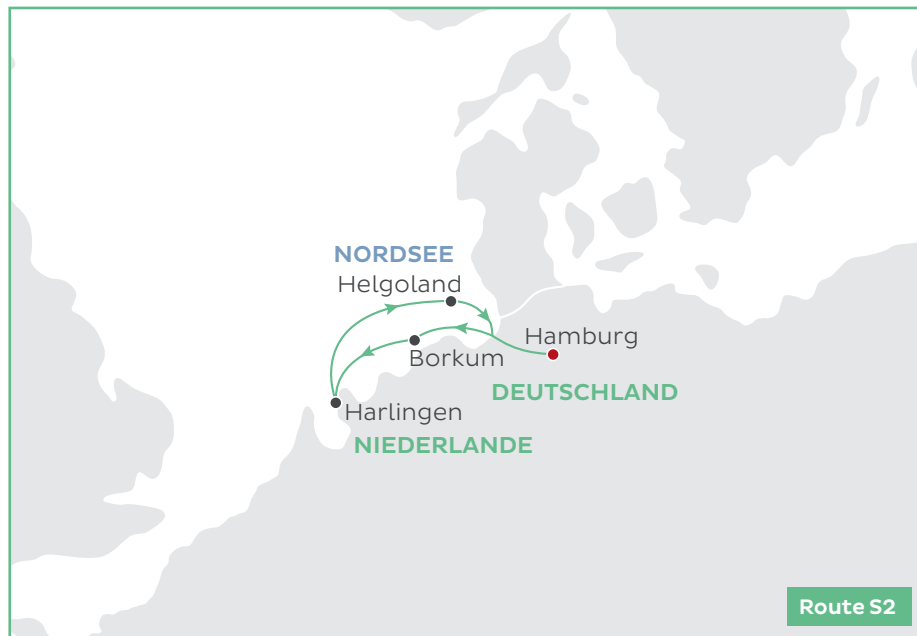 NORDSEE
Helgoland
Hamburg
Borkum
DEUTSCHLAND
Harlingen
NIEDERLANDE
Route S2